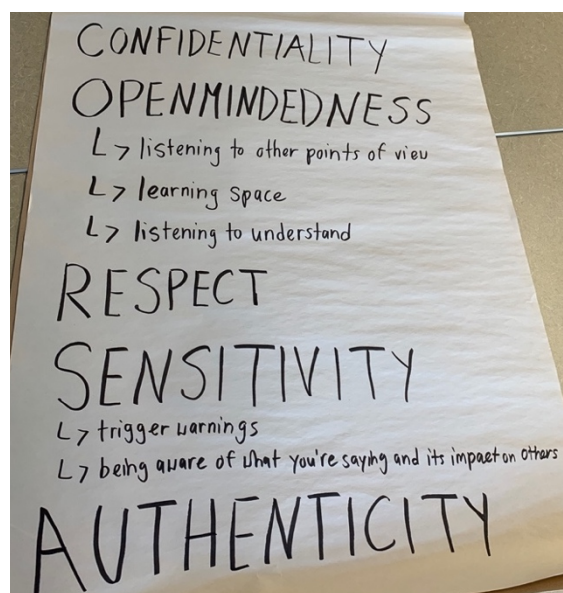 CONFIDENTIALITY
OPENMINDEDNESS
↳ listening to other points of view
↳ learning space
↳ listening to understand
RESPECT
SENSITIVITY
↳ trigger warnings
↳ being aware of what you're saying and its impact on others
AUTHENTICITY